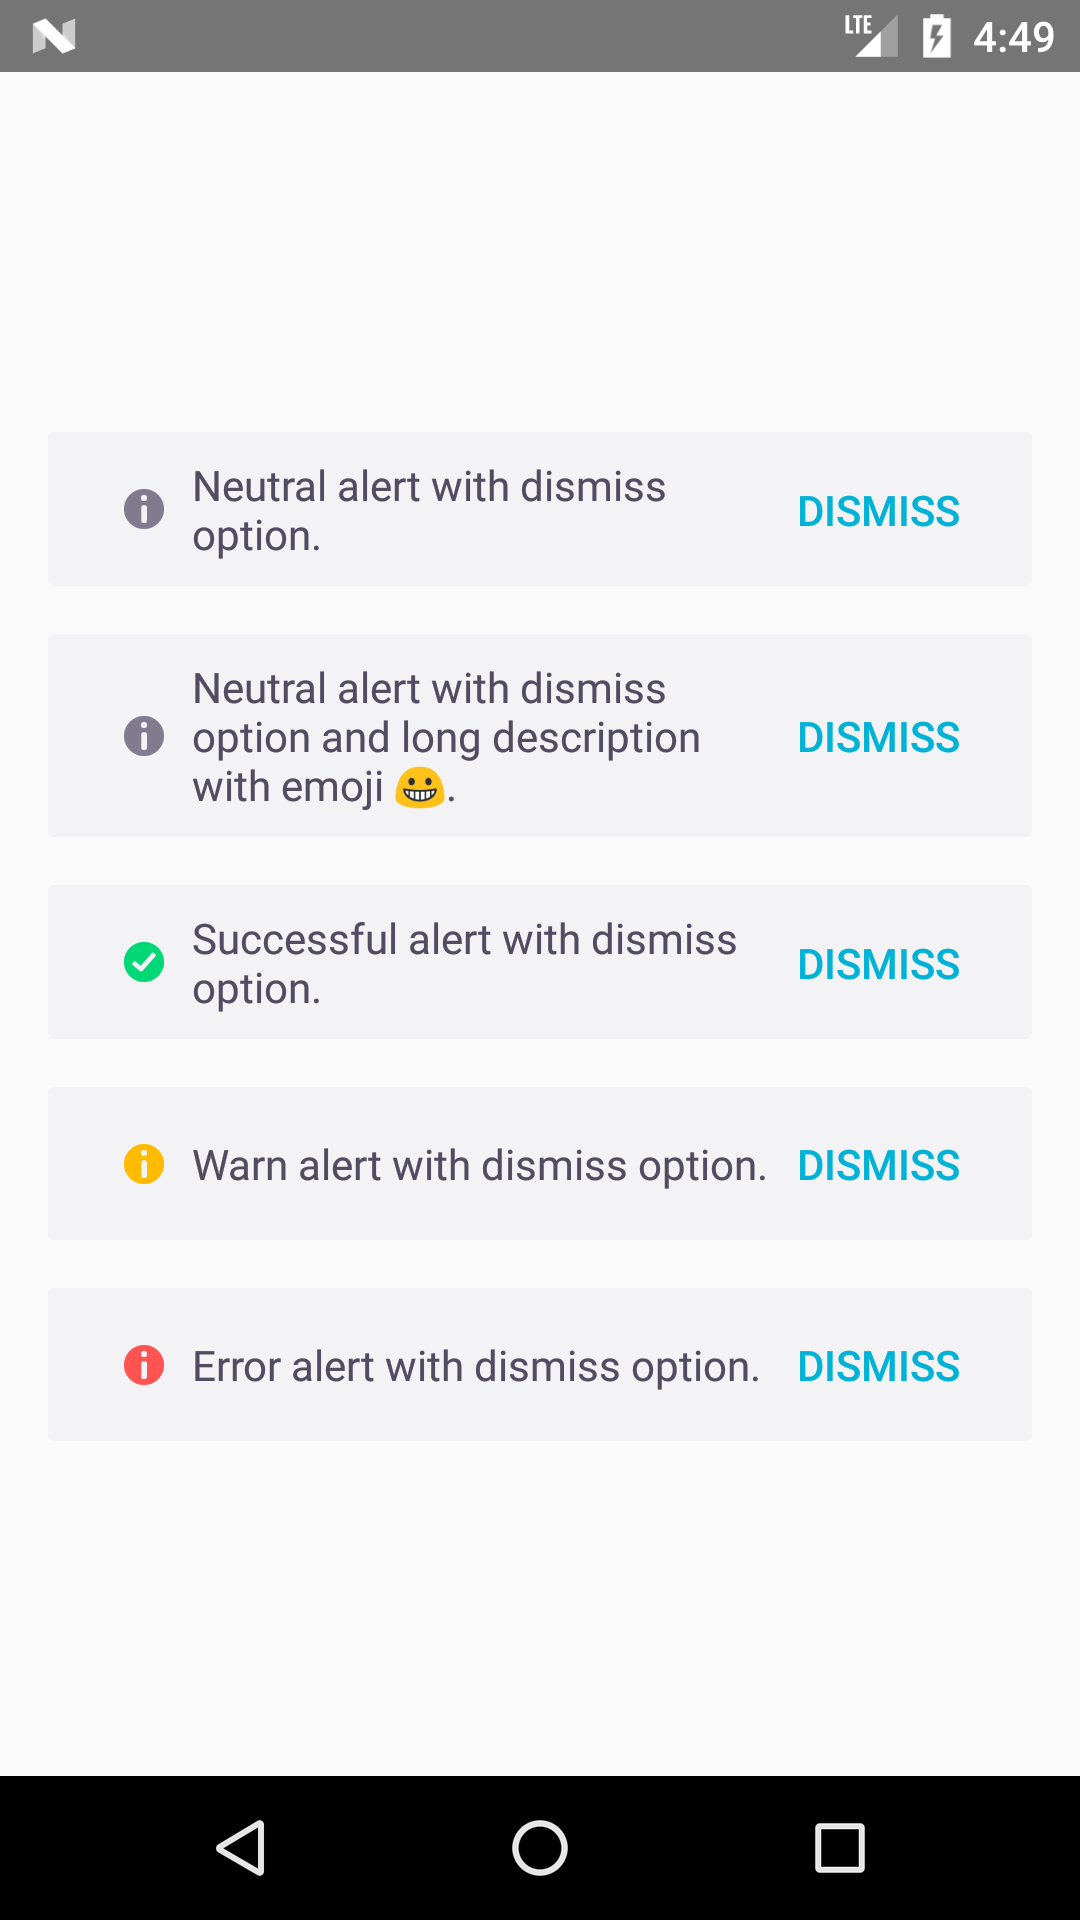 LTE 4:49
Neutral alert with dismiss
option.
DISMISS
Neutral alert with dismiss
option and long description
with emoji 😀.
DISMISS
Successful alert with dismiss
option.
DISMISS
Warn alert with dismiss option. DISMISS
Error alert with dismiss option. DISMISS